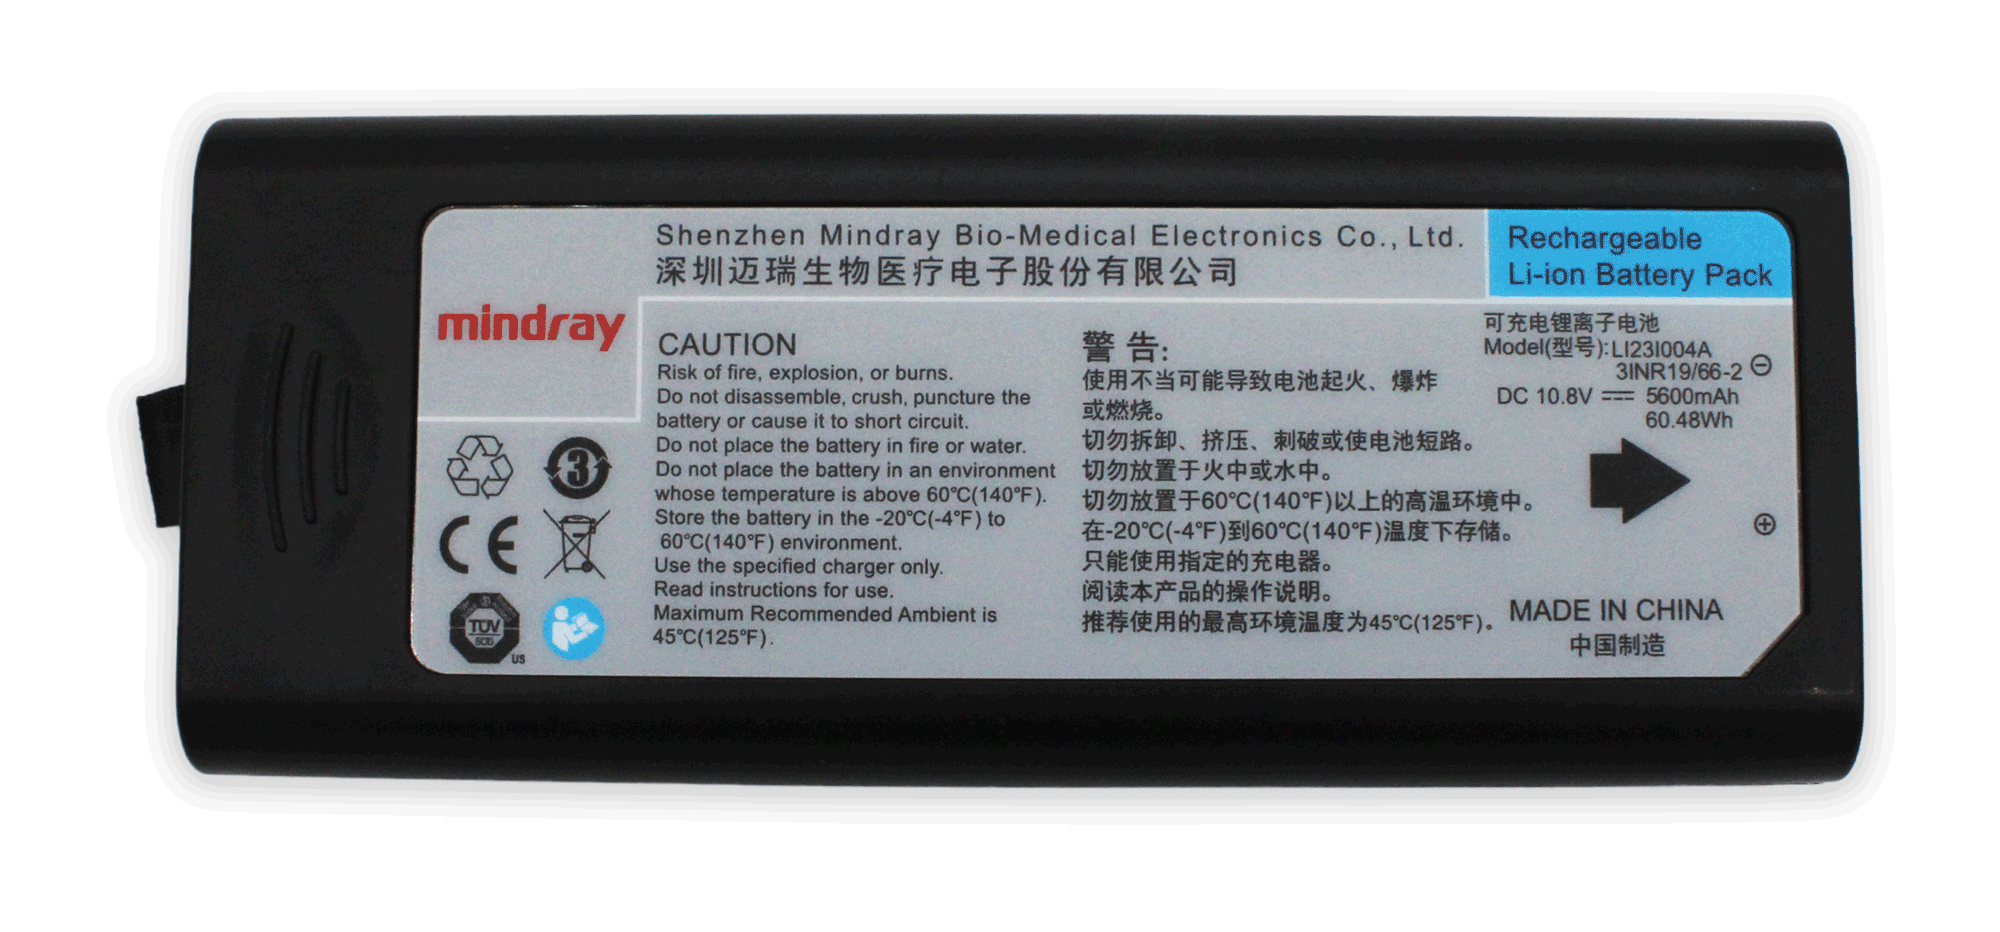 Shenzhen Mindray Bio-Medical Electronics Co., Ltd.
深圳迈瑞生物医疗电子股份有限公司
Rechargeable
Li-ion Battery Pack
mindray
CAUTION
Risk of fire, explosion, or burns.
Do not disassemble, crush, puncture the
battery or cause it to short circuit.
Do not place the battery in fire or water.
Do not place the battery in an environment
whose temperature is above 60℃(140℉).
Store the battery in the -20℃(-4℉) to
60℃(140℉) environment.
Use the specified charger only.
Read instructions for use.
Maximum Recommended Ambient is
45℃(125℉).
警 告:
使用不当可能导致电池起火、爆炸
或燃烧。
切勿拆卸、挤压、刺破或使电池短路。
切勿放置于火中或水中。
切勿放置于60℃(140℉)以上的高温环境中。
在-20℃(-4℉)到60℃(140℉)温度下存储。
只能使用指定的充电器。
阅读本产品的操作说明。
推荐使用的最高环境温度为45℃(125℉)。
可充电锂离子电池
Model(型号):LI23I004A
3INR19/66-2
DC 10.8V 5600mAh
60.48Wh
MADE IN CHINA
中国制造
3
CE
TÜV
SÜD
US